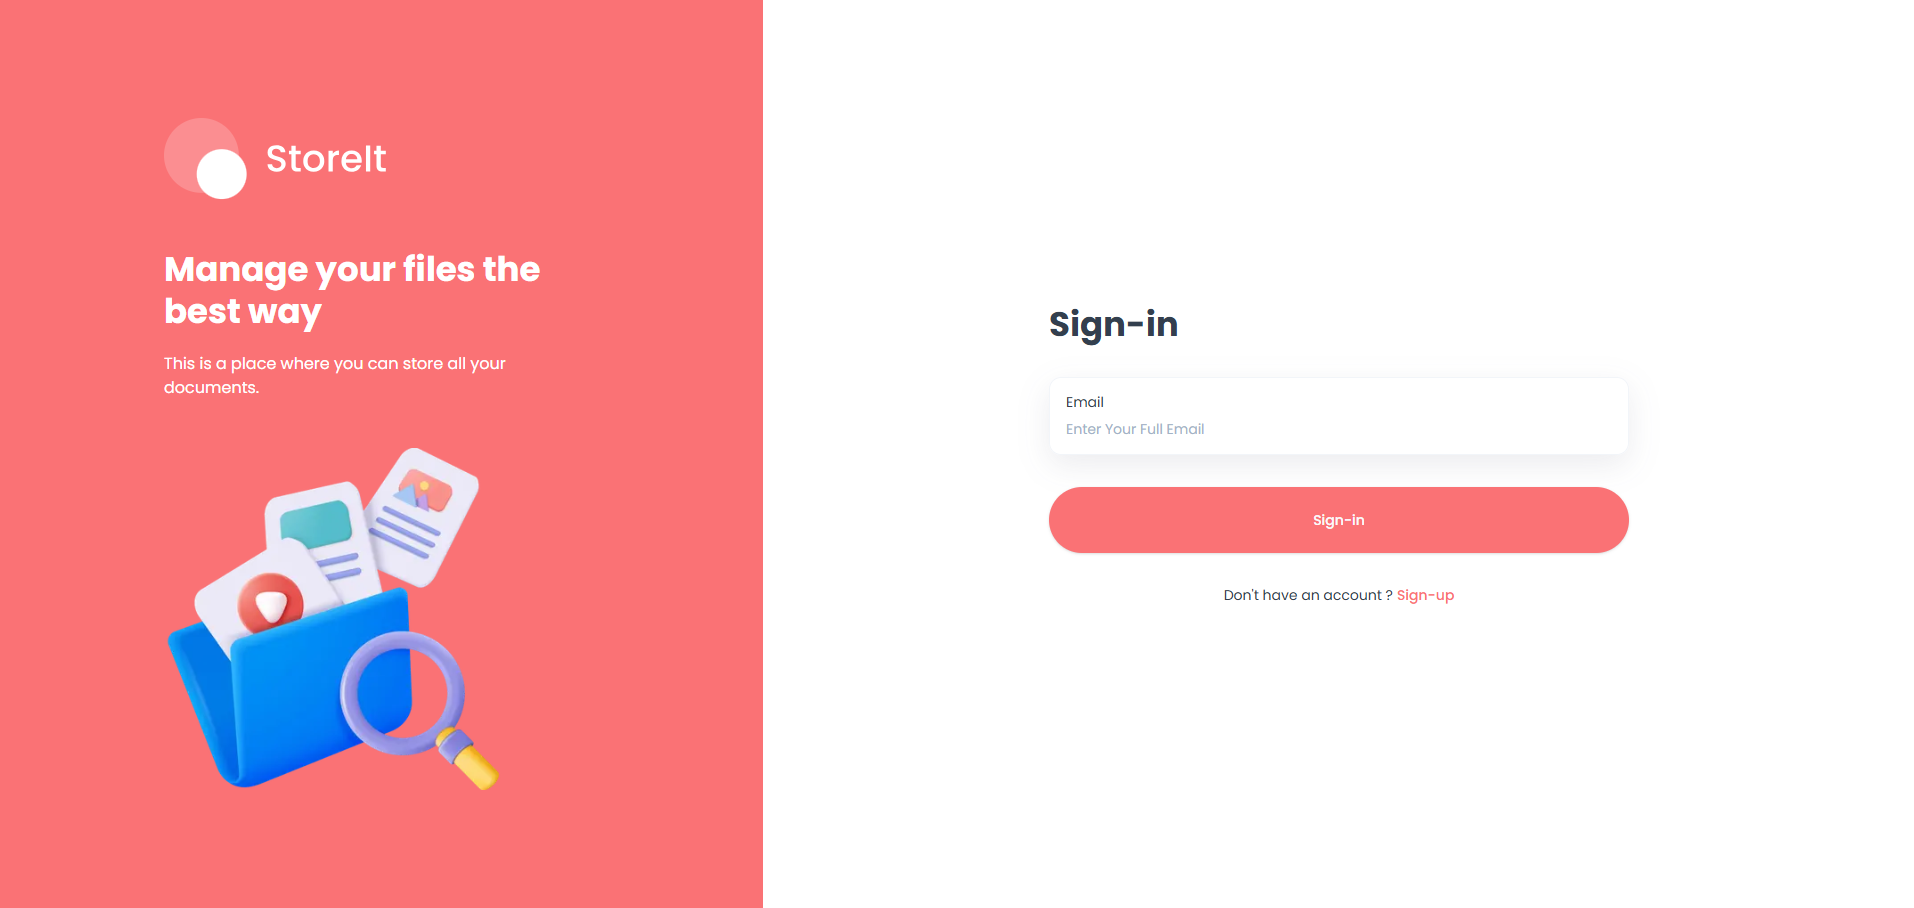 StoreIt
Manage your files the
best way
This is a place where you can store all your
documents.
Sign-in
Email
Enter Your Full Email
Sign-in
Don't have an account ? Sign-up